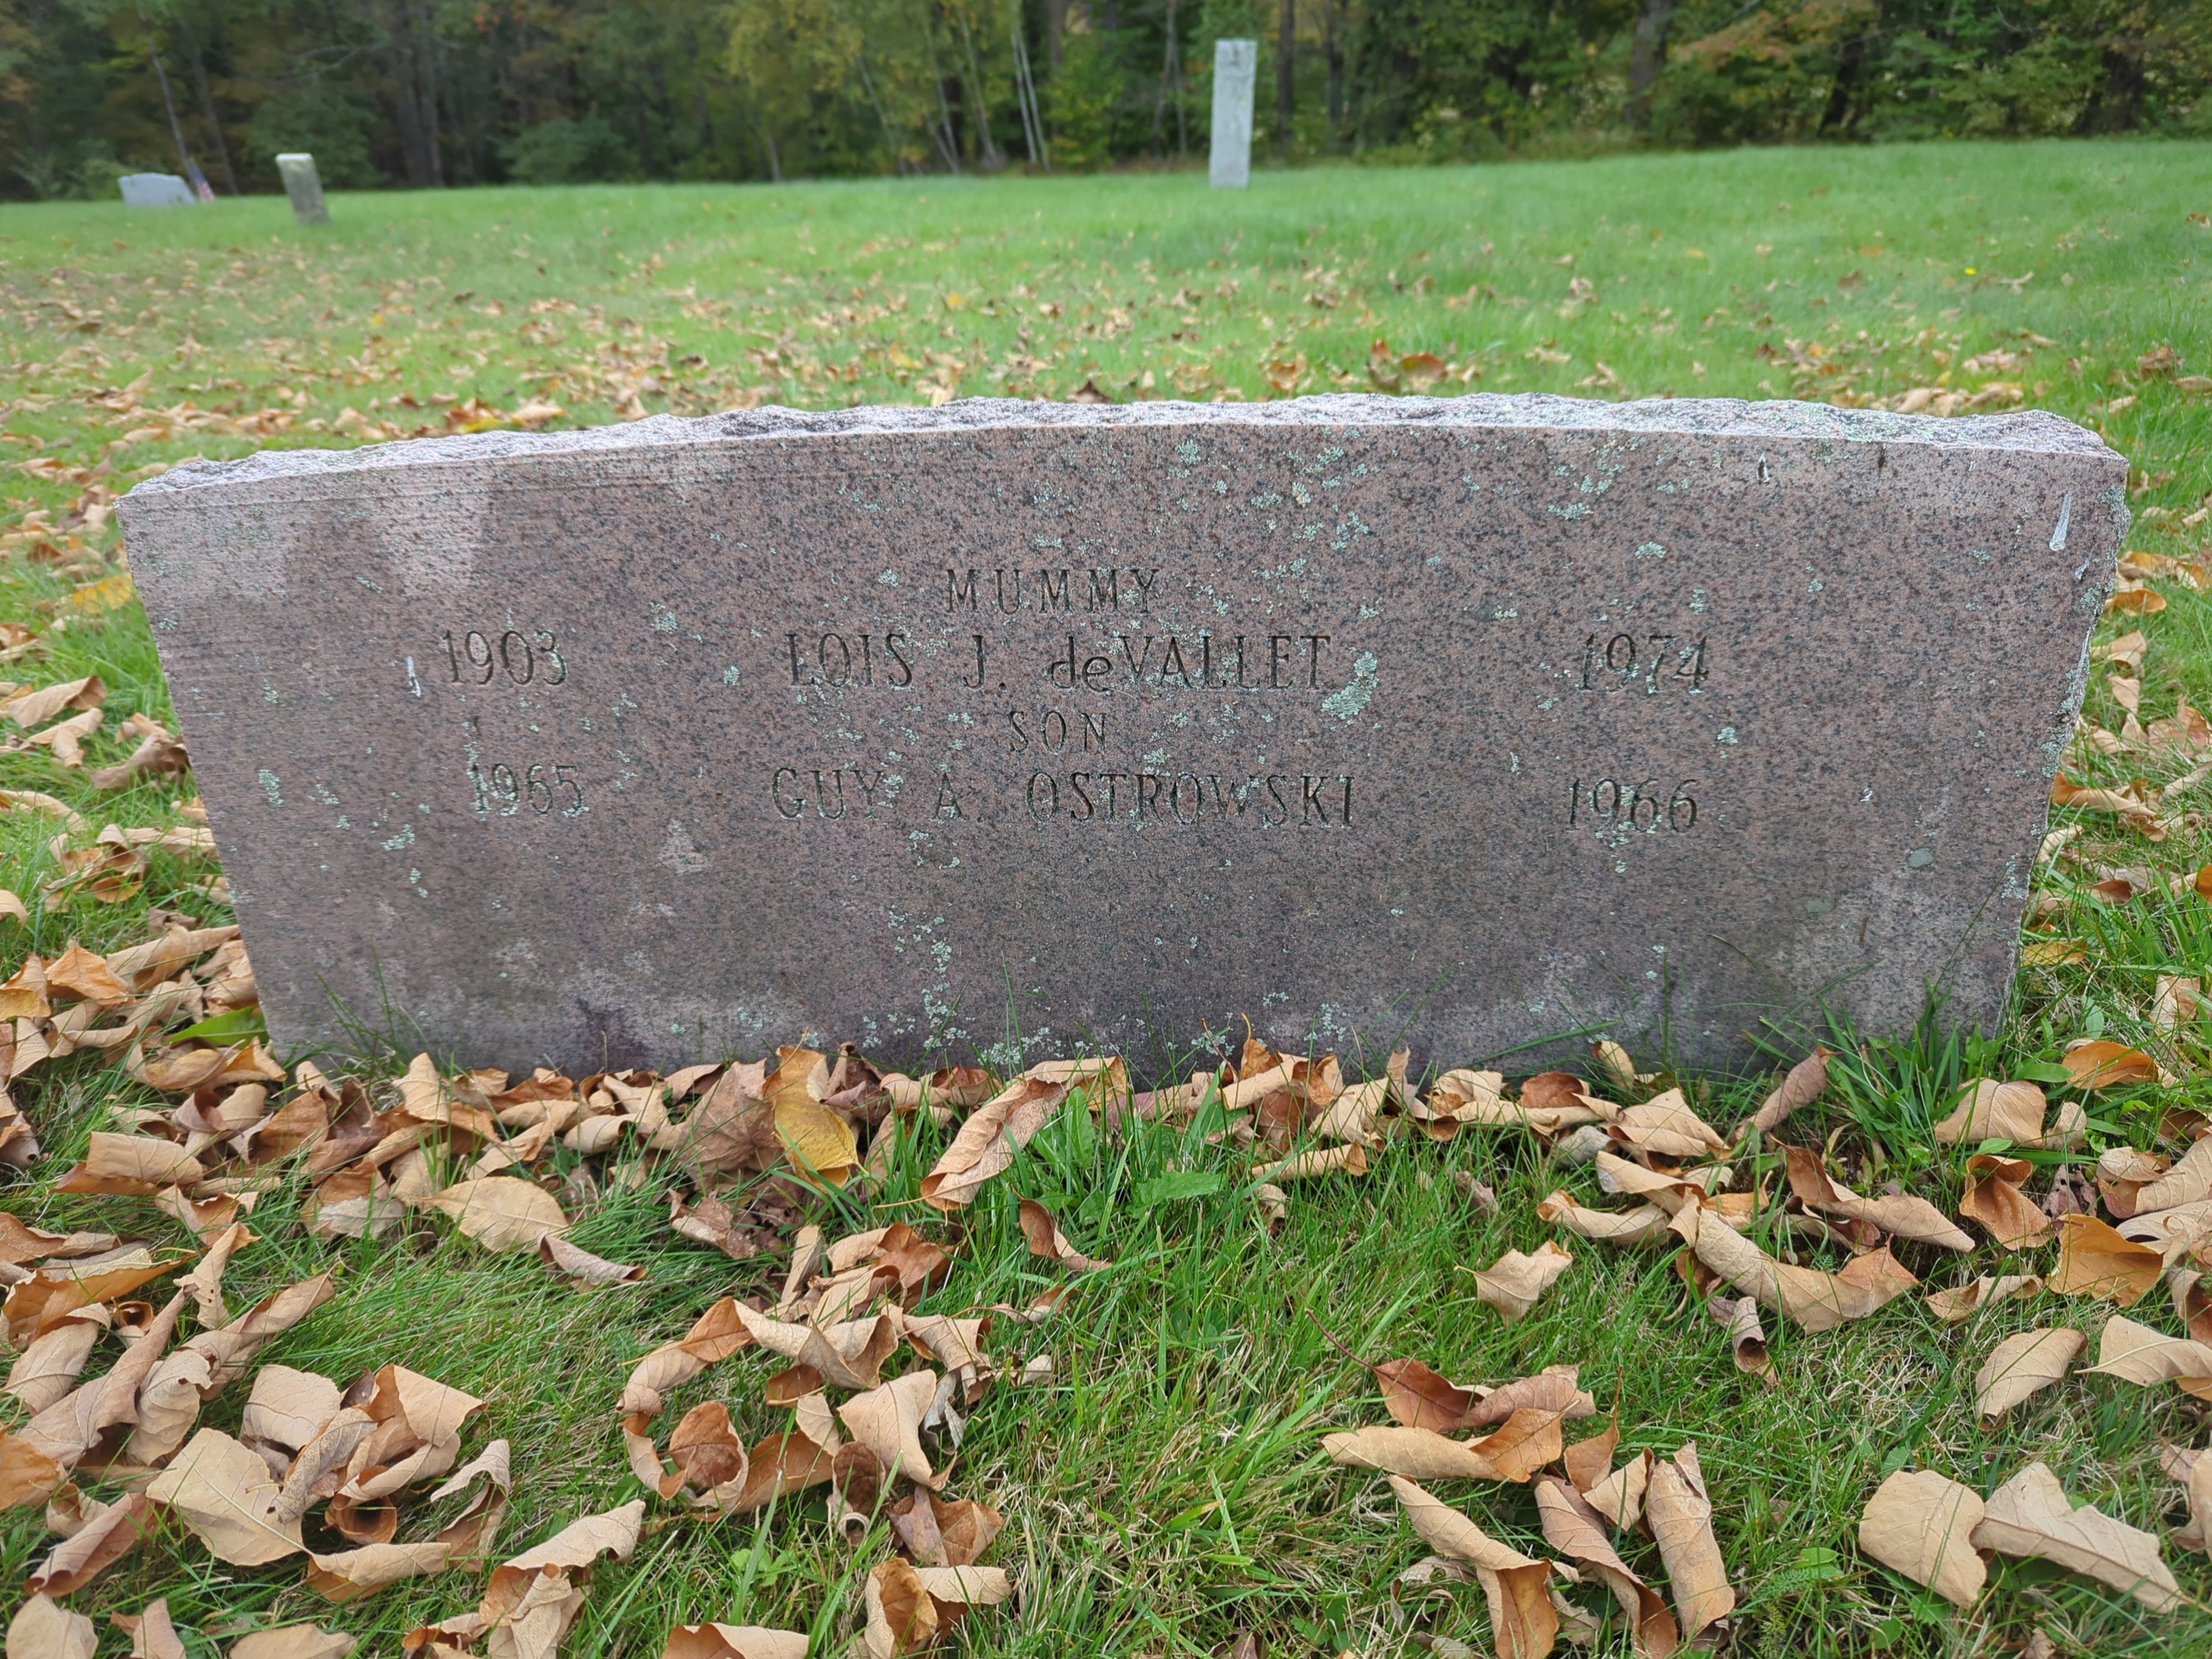 MUMMY
1903 LOIS J. deVALLET 1974
SON
1965 GUY A. OSTROWSKI 1966